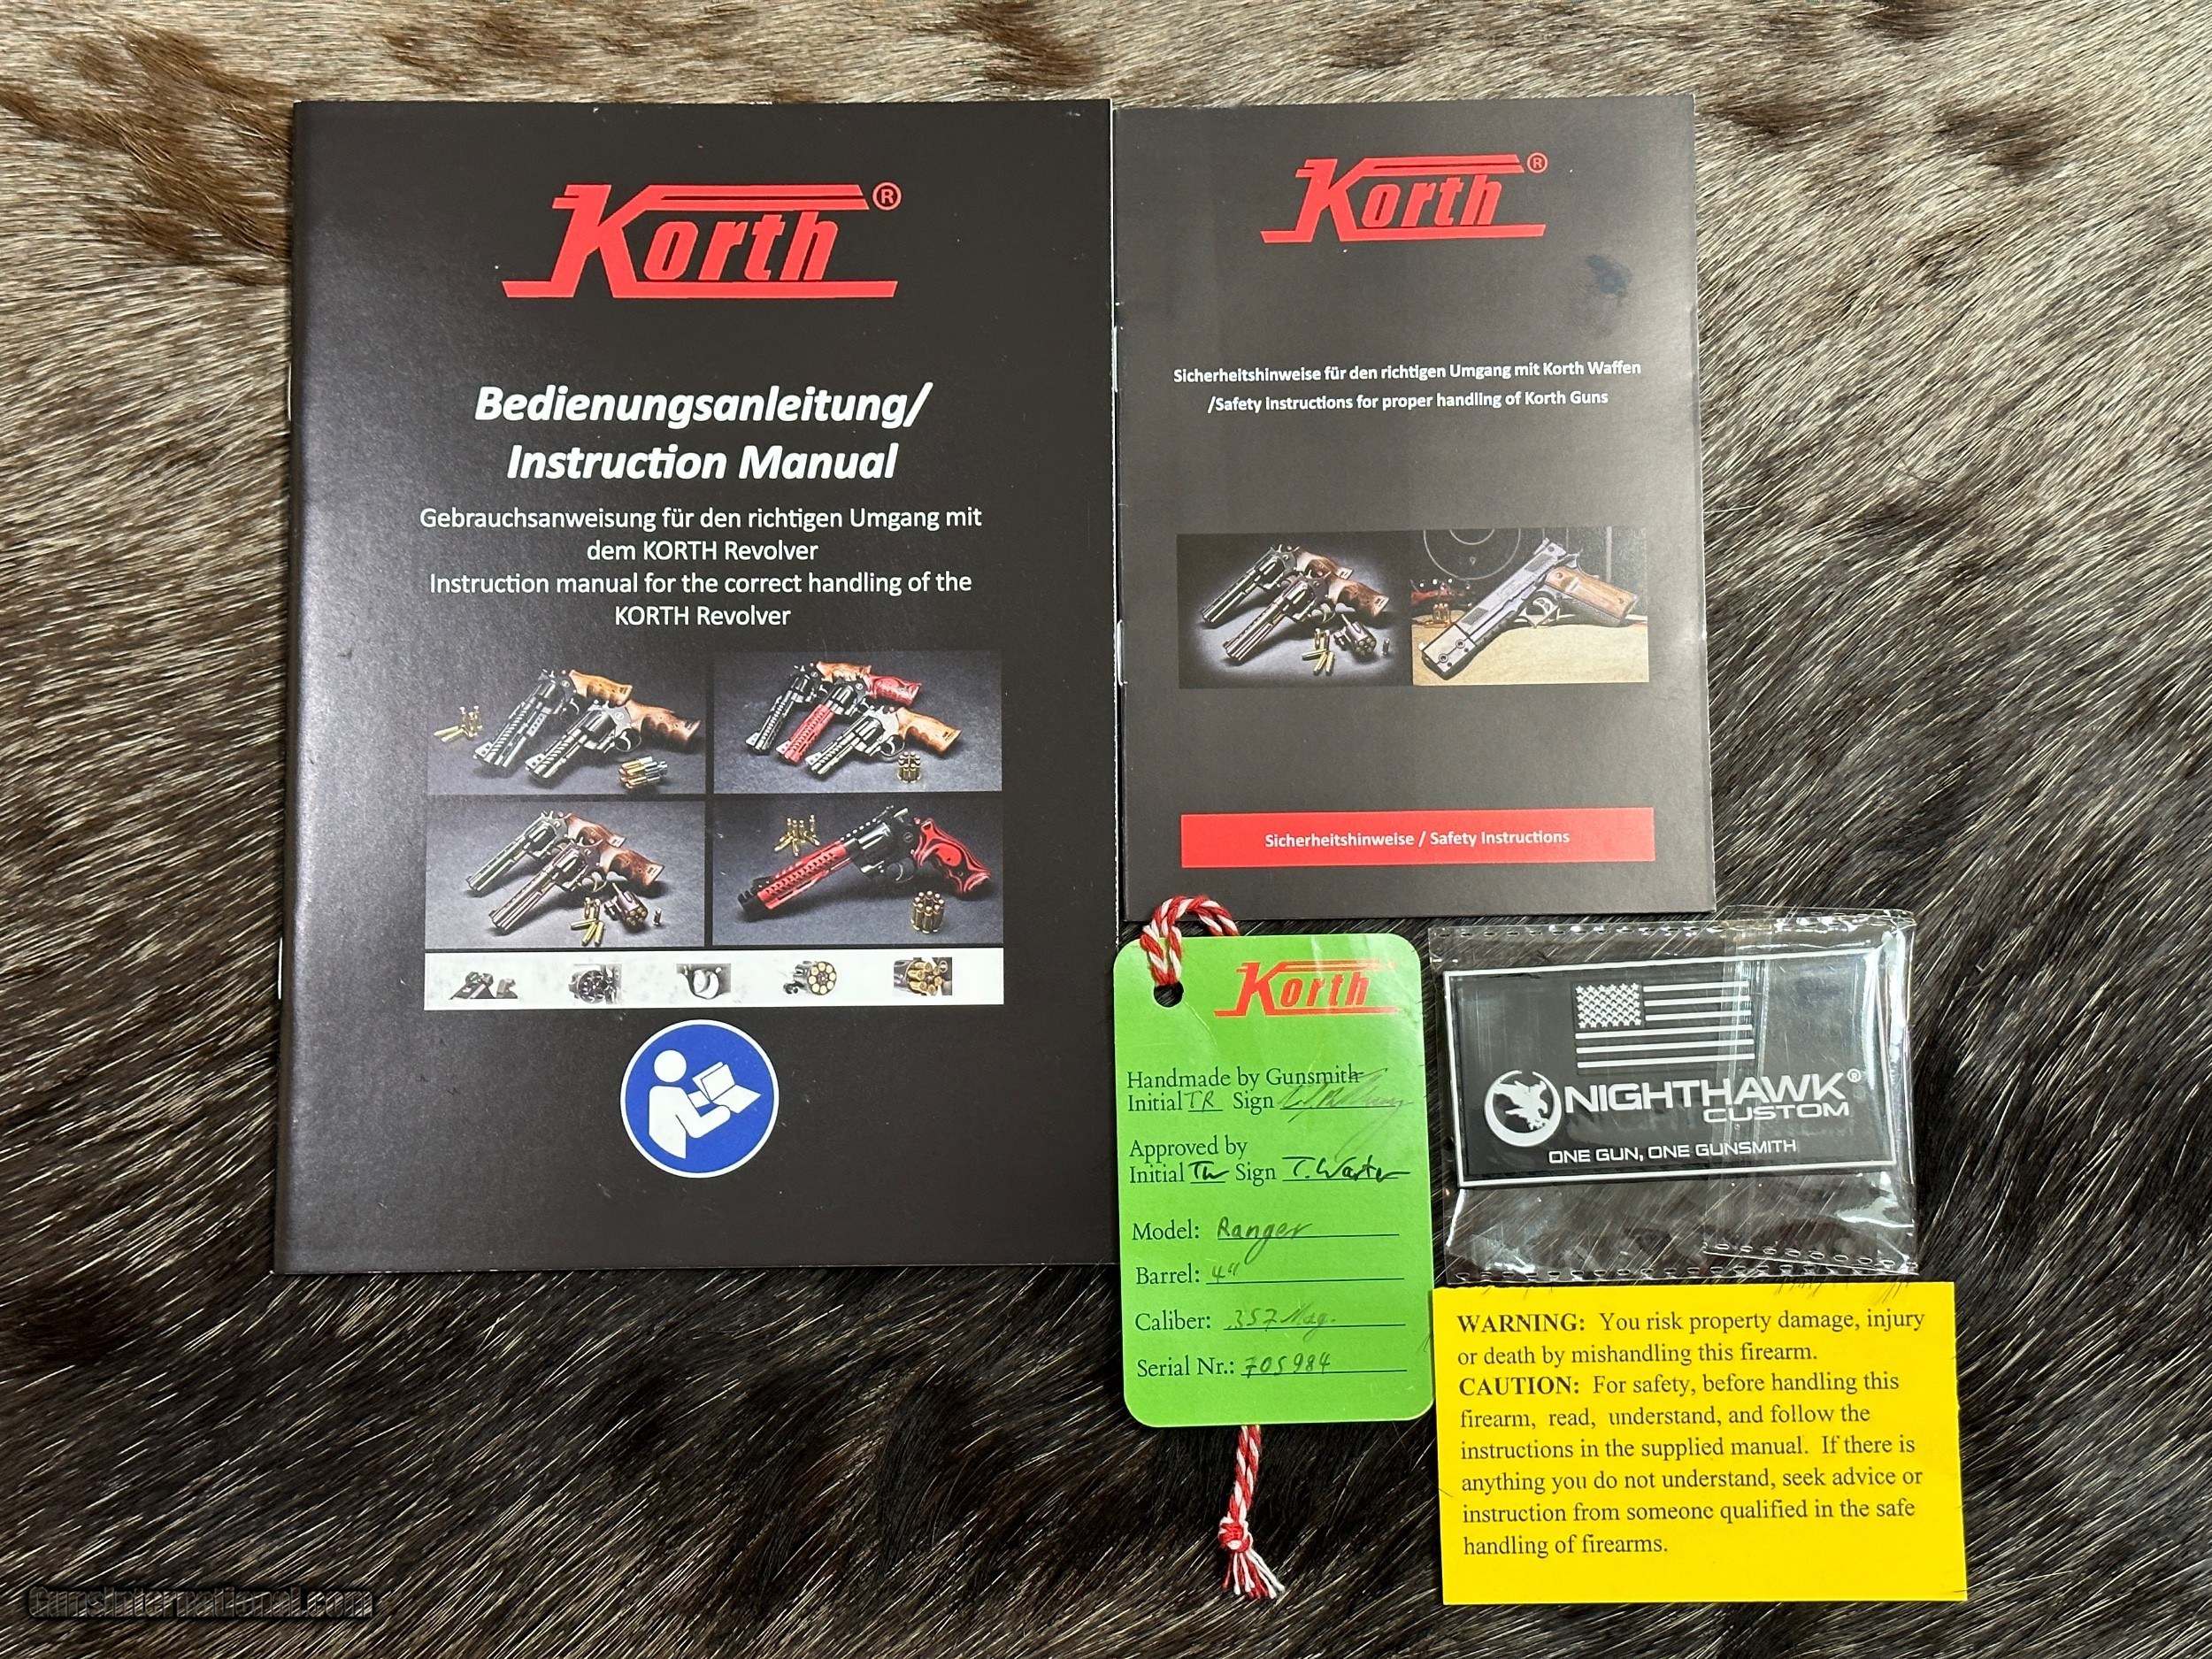 Korth®
Bedienungsanleitung/
Instruction Manual
Gebrauchsanweisung für den richtigen Umgang mit
dem KORTH Revolver
Instruction manual for the correct handling of the
KORTH Revolver
Korth®
Sicherheitshinweise für den richtigen Umgang mit Korth Waffen
/Safety instructions for proper handling of Korth Guns
Sicherheitshinweise / Safety Instructions
Korth
Handmade by Gunsmith
Initial TR Sign
Approved by
Initial TW Sign
Model: Ranger
Barrel: 4"
Caliber: .357 Mag.
Serial Nr.: 705984
NIGHTHAWK®
CUSTOM
ONE GUN, ONE GUNSMITH
WARNING: You risk property damage, injury
or death by mishandling this firearm.
CAUTION: For safety, before handling this
firearm, read, understand, and follow the
instructions in the supplied manual. If there is
anything you do not understand, seek advice or
instruction from someone qualified in the safe
handling of firearms.
GunsInternational.com